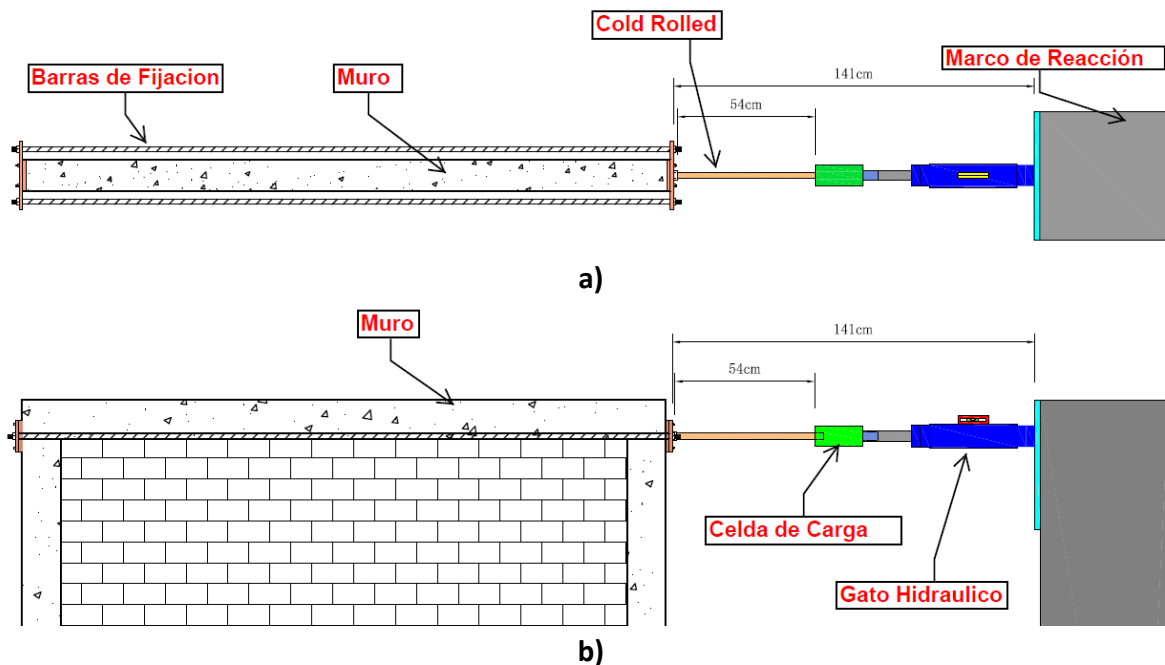 Cold Rolled
Barras de Fijacion
Muro
141cm
Marco de Reacción
54cm
a)
Muro
141cm
54cm
Celda de Carga
Gato Hidraulico
b)